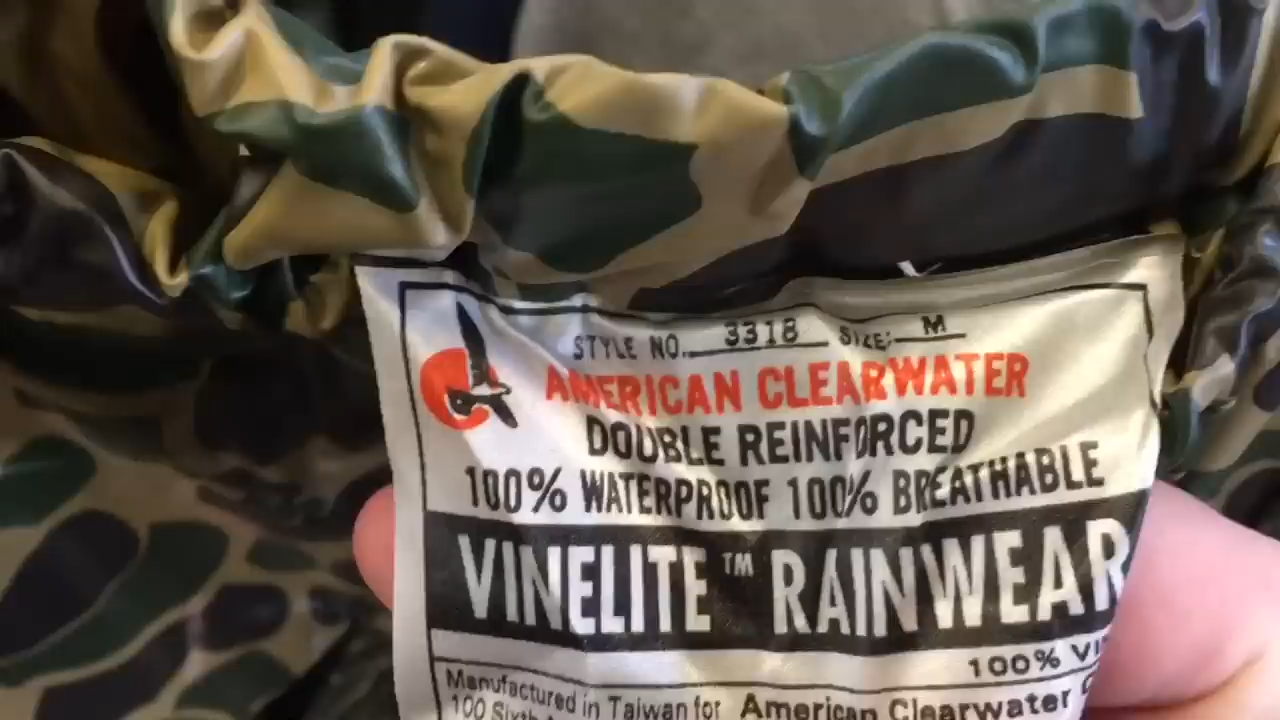 STYLE NO. 3318 SIZE: M
AMERICAN CLEARWATER
DOUBLE REINFORCED
100% WATERPROOF 100% BREATHABLE
VINELITE™ RAINWEAR
100%
Manufactured in Taiwan for American Clearwater
100 Sixth